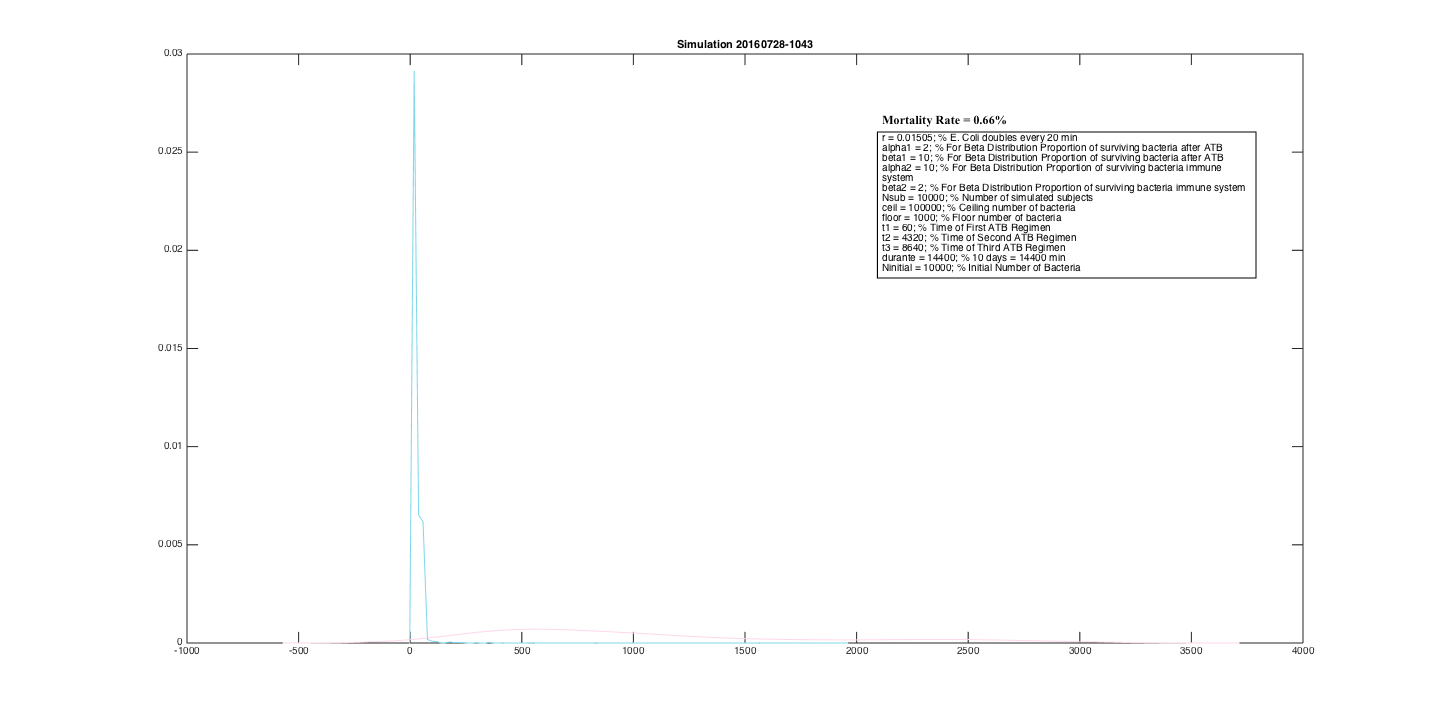 Simulation 20160728-1043
0.03
Mortality Rate = 0.66%
r = 0.01505; % E. Coli doubles every 20 min
alpha1 = 2; % For Beta Distribution Proportion of surviving bacteria after ATB
0.025
beta1 = 10; % For Beta Distribution Proportion of surviving bacteria after ATB
alpha2 = 10; % For Beta Distribution Proportion of surviving bacteria immune
system
beta2 = 2; % For Beta Distribution Proportion of surviving bacteria immune system
Nsub = 10000; % Number of simulated subjects
ceil = 100000; % Ceiling number of bacteria
floor = 1000; % Floor number of bacteria
t1 = 60; % Time of First ATB Regimen
t2 = 4320; % Time of Second ATB Regimen
0.02
t3 = 8640; % Time of Third ATB Regimen
durante = 14400; % 10 days = 14400 min
Ninitial = 10000; % Initial Number of Bacteria
0.015
0.01
0.005
0
-1000 -500 0 500 1000 1500 2000 2500 3000 3500 4000